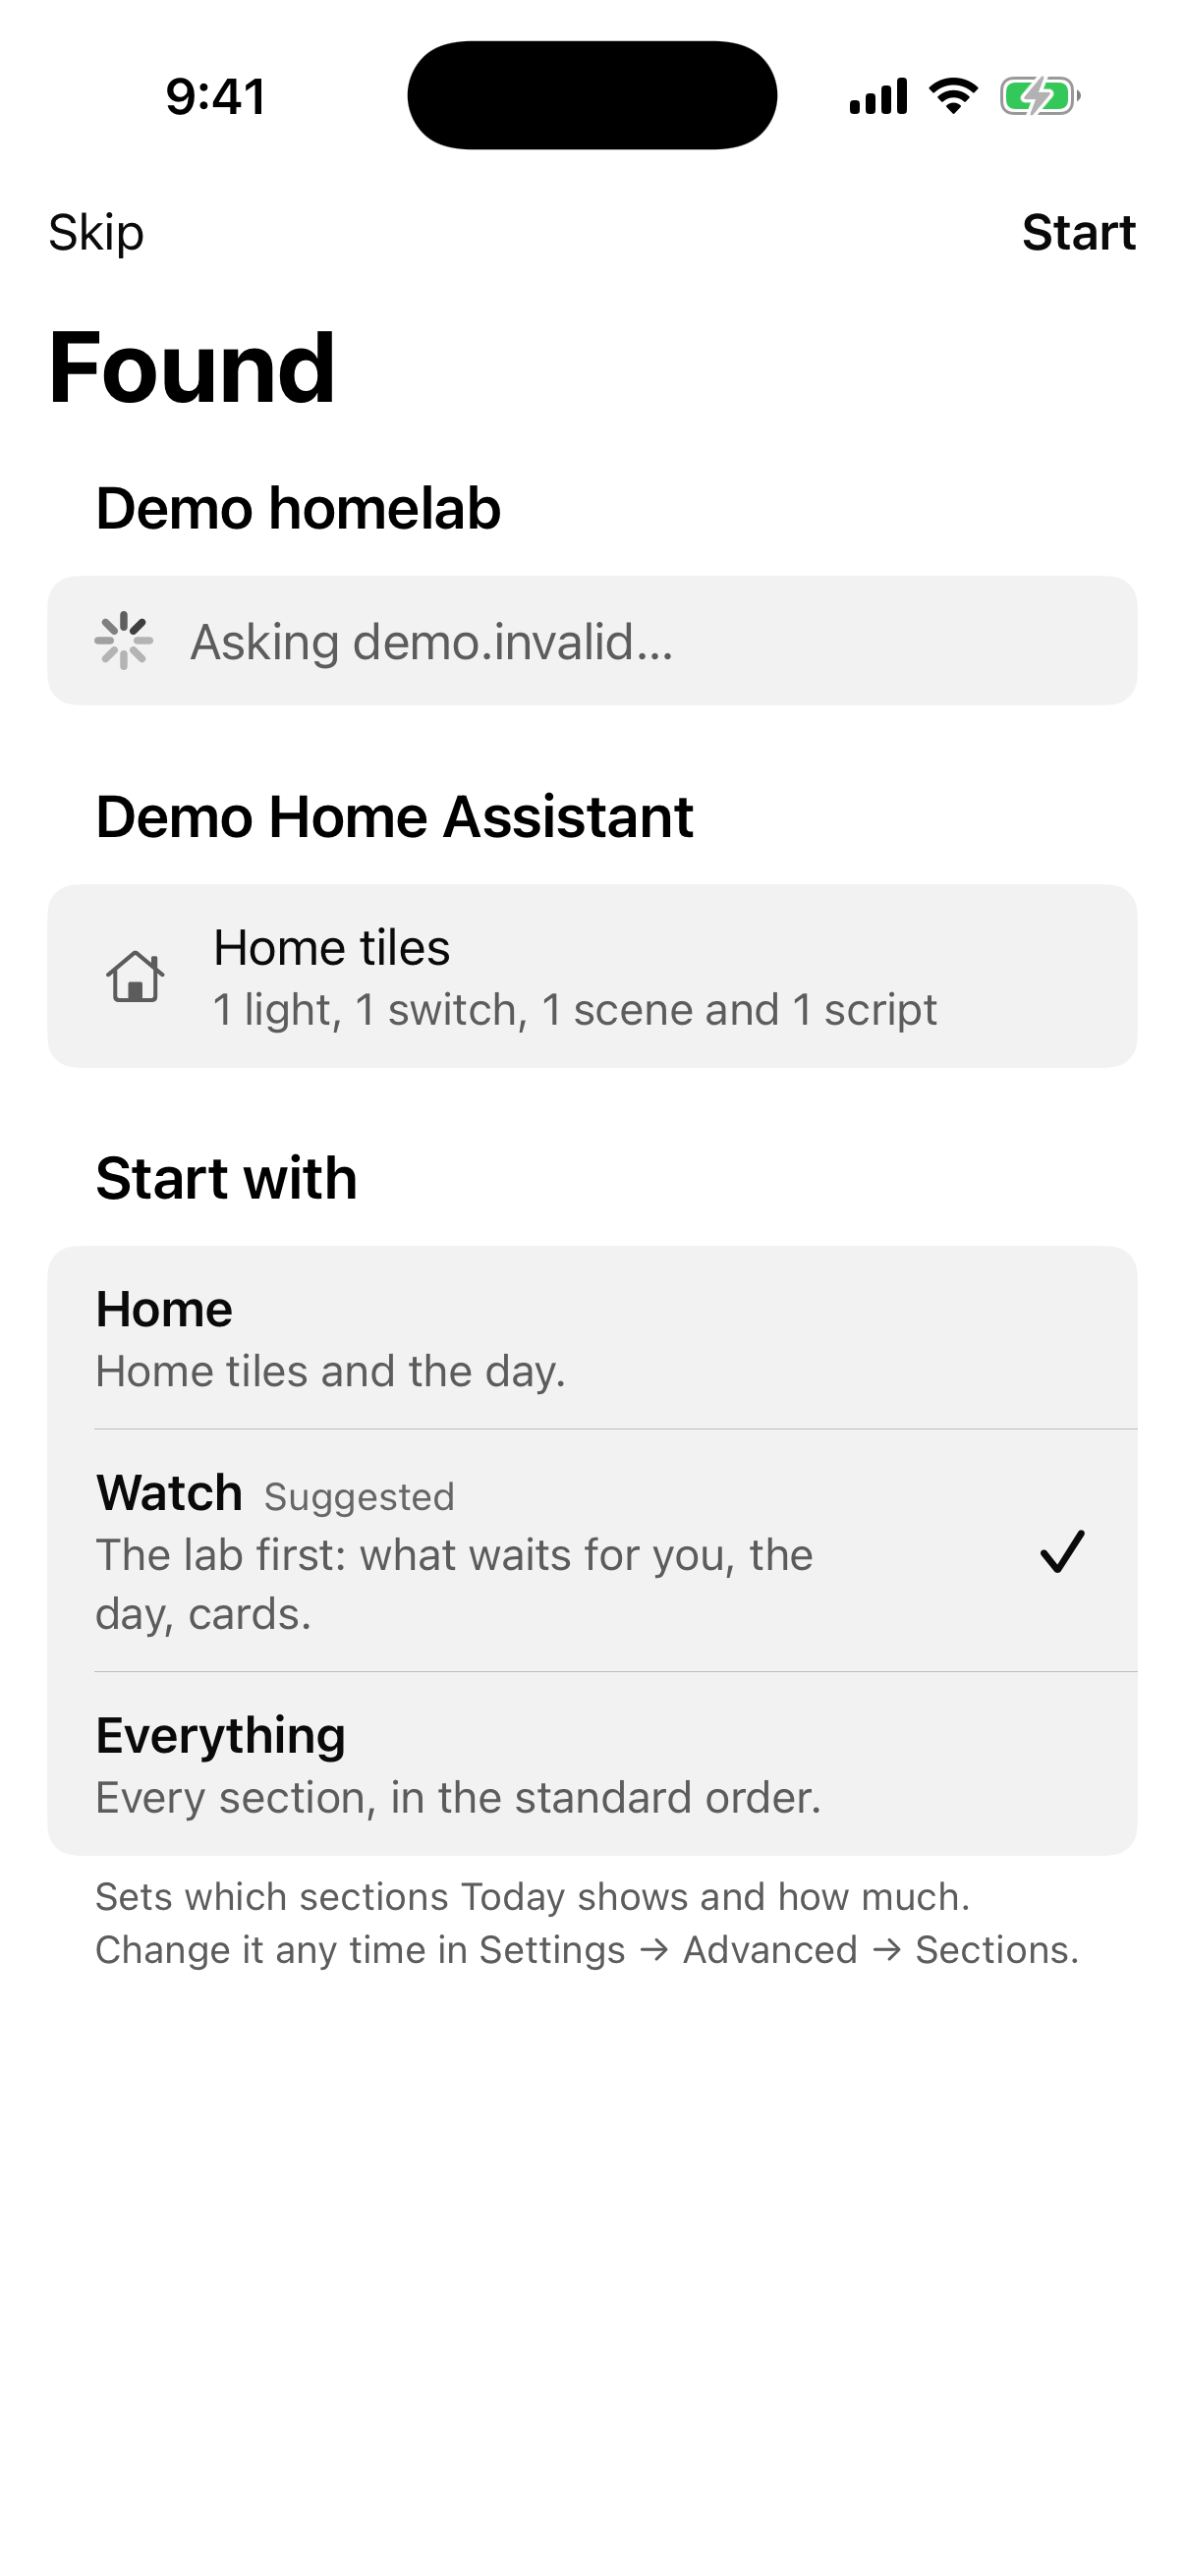 9:41
Skip
Start
Found
Demo homelab
Asking demo.invalid...
Demo Home Assistant
Home tiles
1 light, 1 switch, 1 scene and 1 script
Start with
Home
Home tiles and the day.
Watch Suggested
The lab first: what waits for you, the
day, cards.
Everything
Every section, in the standard order.
Sets which sections Today shows and how much.
Change it any time in Settings → Advanced → Sections.